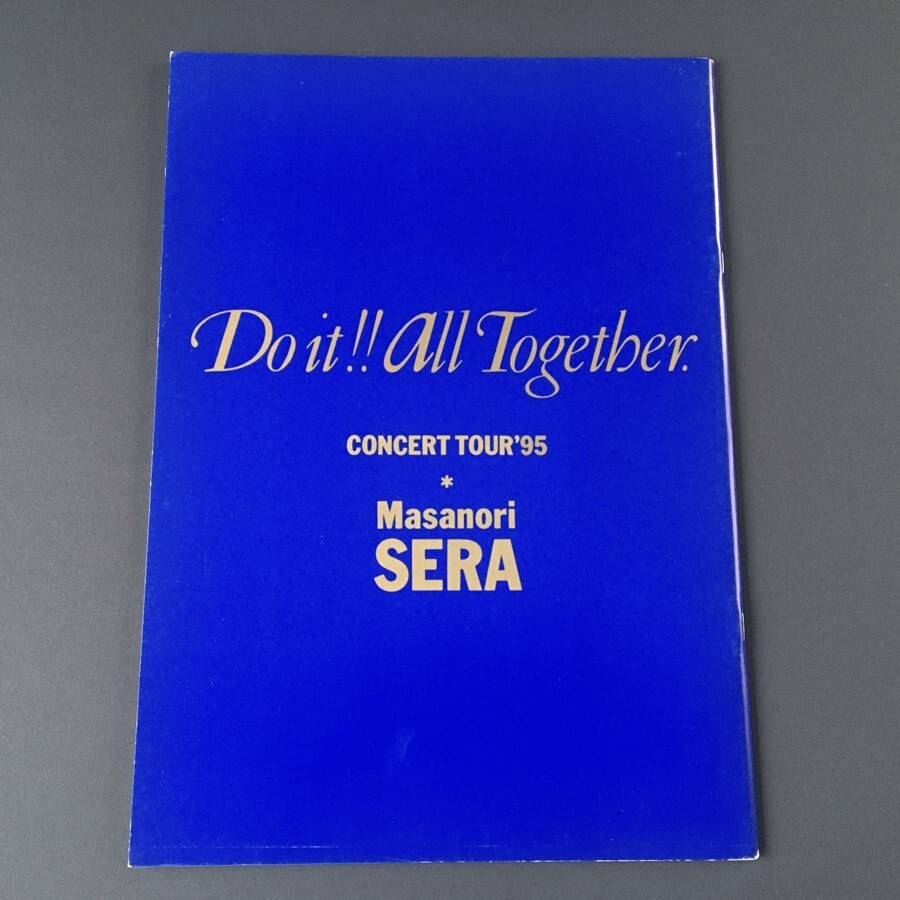 Do it!! All Together.
CONCERT TOUR'95
*
Masanori
SERA